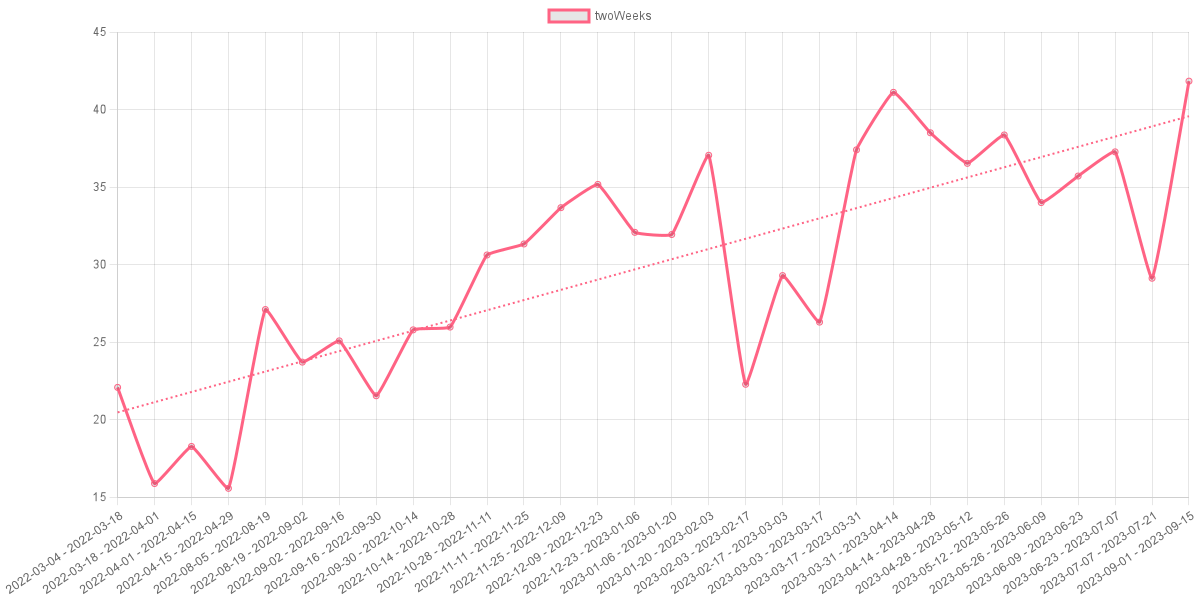 twoWeeks
45
40
35
30
25
20
15
2022-03-04 - 2022-03-18
2022-03-18 - 2022-04-01
2022-04-01 - 2022-04-15
2022-04-15 - 2022-04-29
2022-08-05 - 2022-08-19
2022-08-19 - 2022-09-02
2022-09-02 - 2022-09-16
2022-09-16 - 2022-09-30
2022-09-30 - 2022-10-14
2022-10-14 - 2022-10-28
2022-10-28 - 2022-11-11
2022-11-11 - 2022-11-25
2022-11-25 - 2022-12-09
2022-12-09 - 2022-12-23
2022-12-23 - 2023-01-06
2023-01-06 - 2023-01-20
2023-01-20 - 2023-02-03
2023-02-03 - 2023-02-17
2023-02-17 - 2023-03-03
2023-03-03 - 2023-03-17
2023-03-17 - 2023-03-31
2023-03-31 - 2023-04-14
2023-04-14 - 2023-04-28
2023-04-28 - 2023-05-12
2023-05-12 - 2023-05-26
2023-05-26 - 2023-06-09
2023-06-09 - 2023-06-23
2023-06-23 - 2023-07-07
2023-07-07 - 2023-07-21
2023-09-01 - 2023-09-15